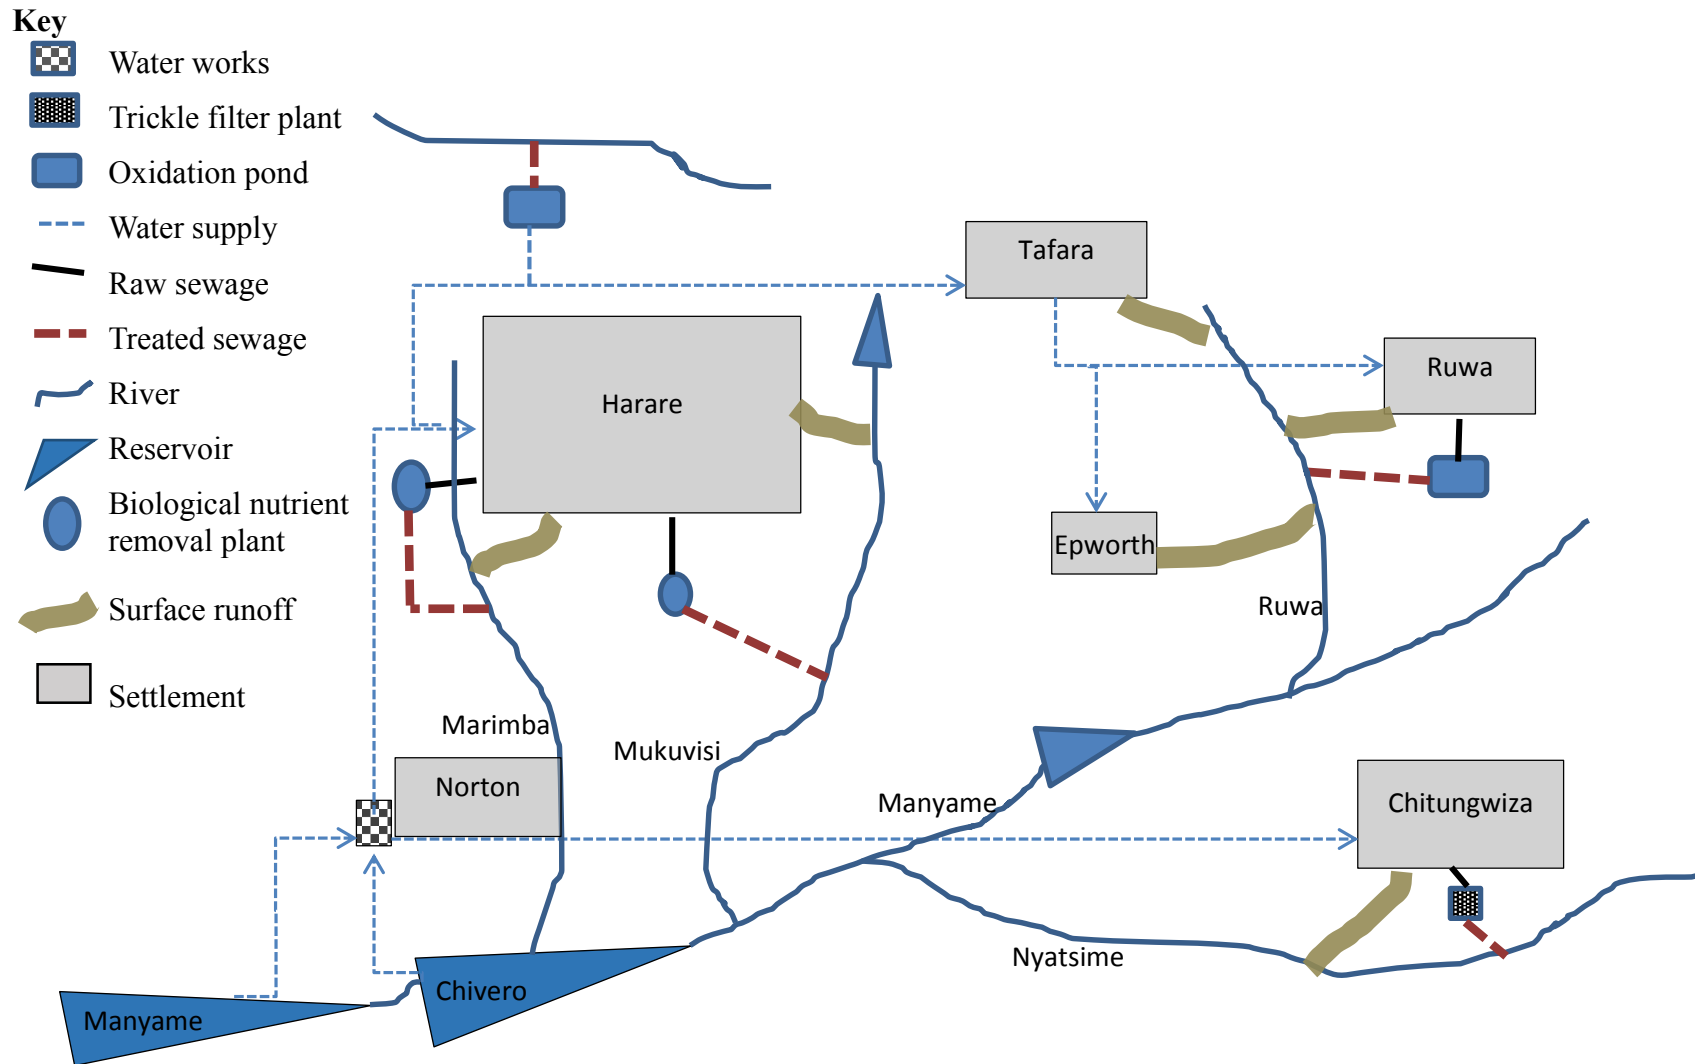 Key
Water works
Trickle filter plant
Oxidation pond
Water supply
Raw sewage
Treated sewage
River
Reservoir
Biological nutrient
removal plant
Surface runoff
Settlement
Tafara
Ruwa
Harare
Epworth
Ruwa
Marimba
Mukuvisi
Norton
Manyame
Chitungwiza
Nyatsime
Chivero
Manyame